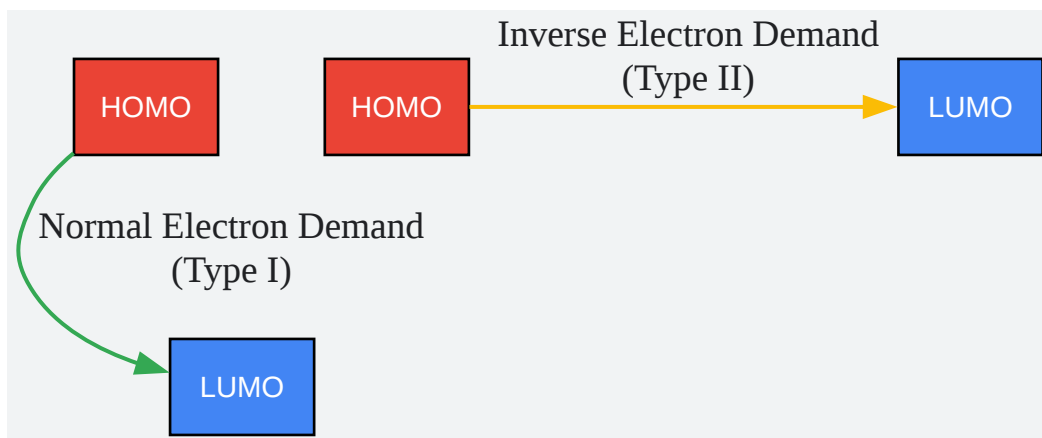 Inverse Electron Demand
(Type II)
HOMO
HOMO
LUMO
Normal Electron Demand
(Type I)
LUMO